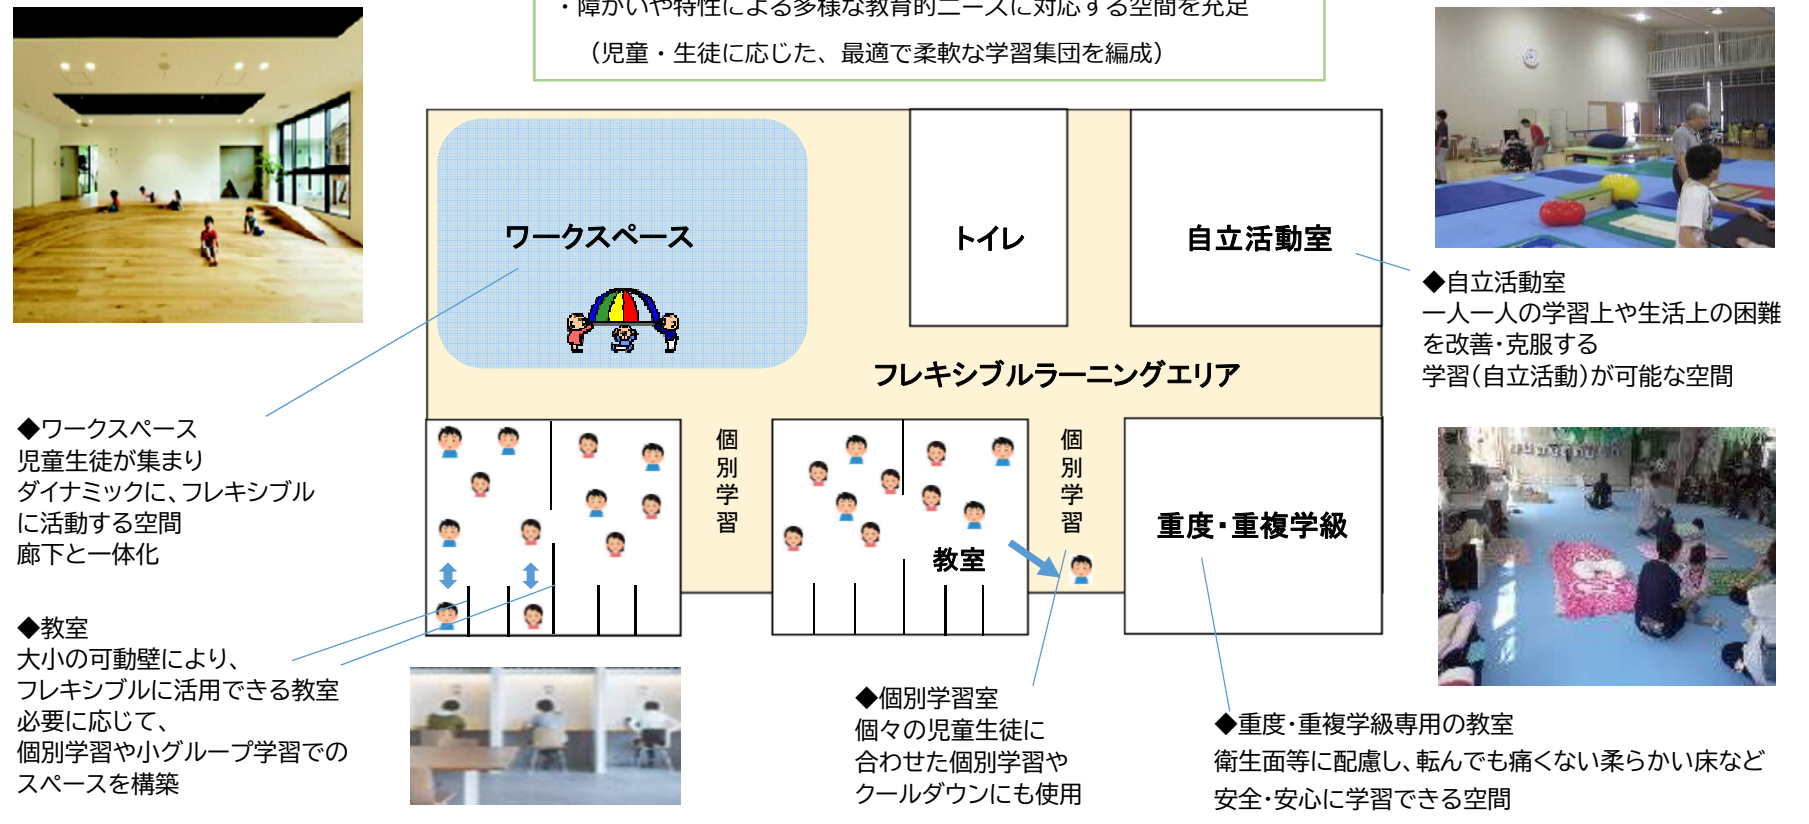 ・障がいや特性による多様な教育的ニーズに対応する空間を充足
（児童・生徒に応じた、最適で柔軟な学習集団を編成）
ワークスペース
トイレ
自立活動室
フレキシブルラーニングエリア
個別学習
個別学習
教室
重度・重複学級
◆自立活動室
一人一人の学習上や生活上の困難
を改善・克服する
学習（自立活動）が可能な空間
◆ワークスペース
児童生徒が集まり
ダイナミックに、フレキシブル
に活動する空間
廊下と一体化
◆教室
大小の可動壁により、
フレキシブルに活用できる教室
必要に応じて、
個別学習や小グループ学習での
スペースを構築
◆個別学習室
個々の児童生徒に
合わせた個別学習や
クールダウンにも使用
◆重度・重複学級専用の教室
衛生面等に配慮し、転んでも痛くない柔らかい床など
安全・安心に学習できる空間